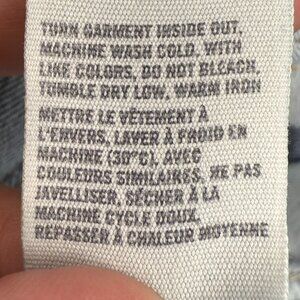 TURN GARMENT INSIDE OUT,
MACHINE WASH COLD, WITH
LIKE COLORS, DO NOT BLEACH,
TUMBLE DRY LOW, WARM IRON
METTRE LE VÊTEMENT À
L'ENVERS, LAVER À FROID EN
MACHINE (30°C), AVEC
COULEURS SIMILAIRES, NE PAS
JAVELLISER, SÉCHER À LA
MACHINE CYCLE DOUX,
REPASSER À CHALEUR MOYENNE